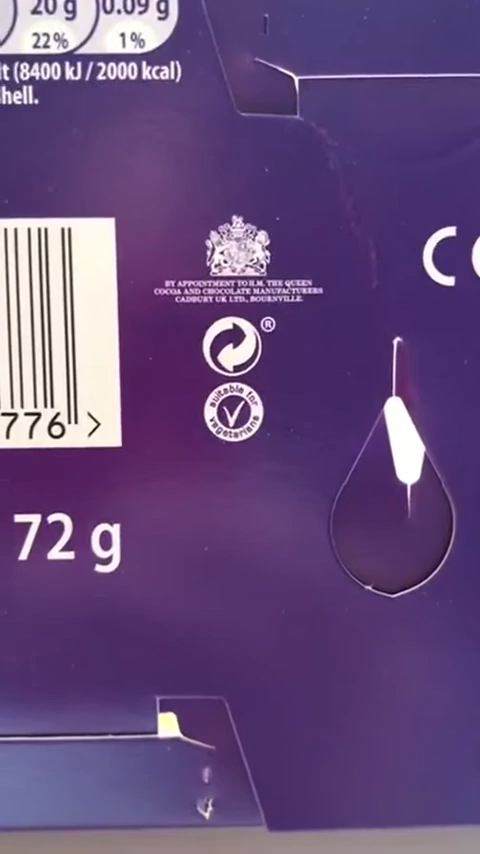 20 g 0.09 g
22% 1%
(8400 kJ / 2000 kcal)
BY APPOINTMENT TO H.M. THE QUEEN
COCOA AND CHOCOLATE MANUFACTURERS
CADBURY UK LTD., BOURNVILLE.
®
suitable for
vegetarians
776 >
72 g